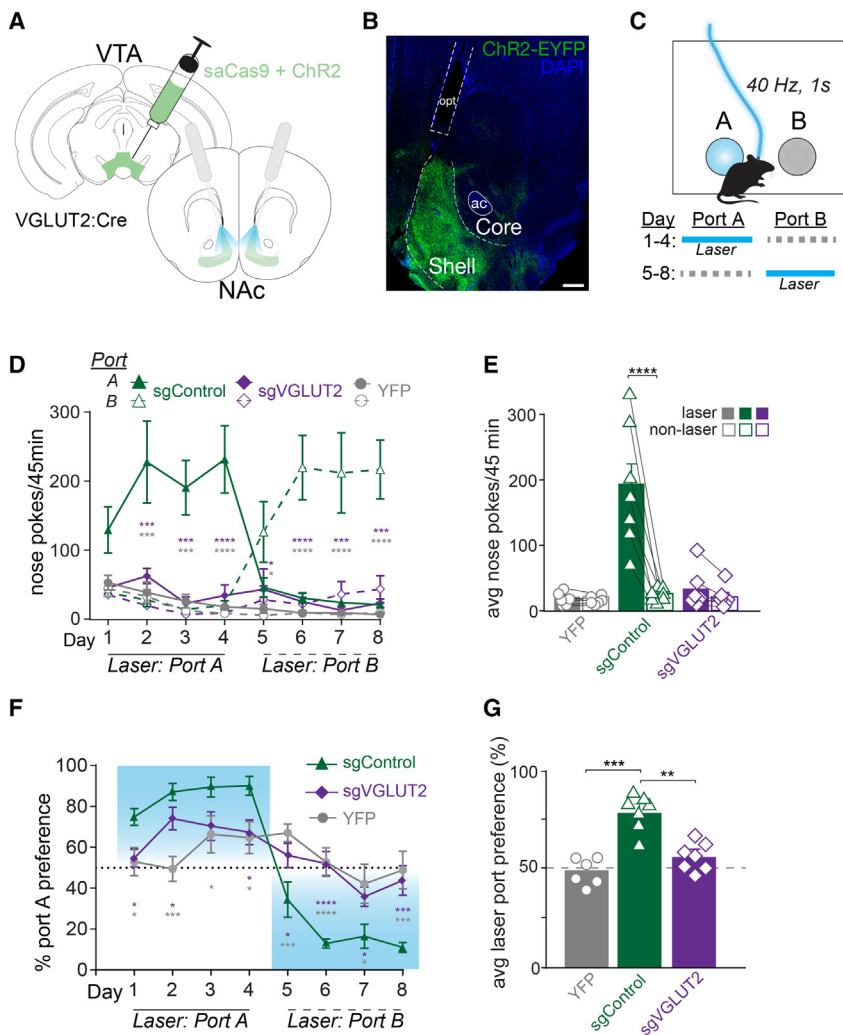 A
VTA
saCas9 + ChR2
VGLUT2:Cre
NAc
B
ChR2-EYFP
DAPI
opt
ac
Core
Shell
C
40 Hz, 1s
A
B
Day Port A Port B
1-4:
Laser
5-8:
Laser
D
Port
A
B
sgControl
sgVGLUT2
YFP
nose pokes/45min
300
200
100
0
*** *** **** * **** **** ***
*** *** **** * **** **** ****
Day 1 2 3 4 5 6 7 8
Laser: Port A Laser: Port B
E
****
laser
non-laser
avg nose pokes/45 min
300
200
100
0
YFP
sgControl
sgVGLUT2
F
sgControl
sgVGLUT2
YFP
% port A preference
100
80
60
40
20
0
* * * * **** * ***
* *** * * *** **** * ***
Day 1 2 3 4 5 6 7 8
Laser: Port A Laser: Port B
G
*** **
avg laser port preference (%)
100
50
0
YFP
sgControl
sgVGLUT2